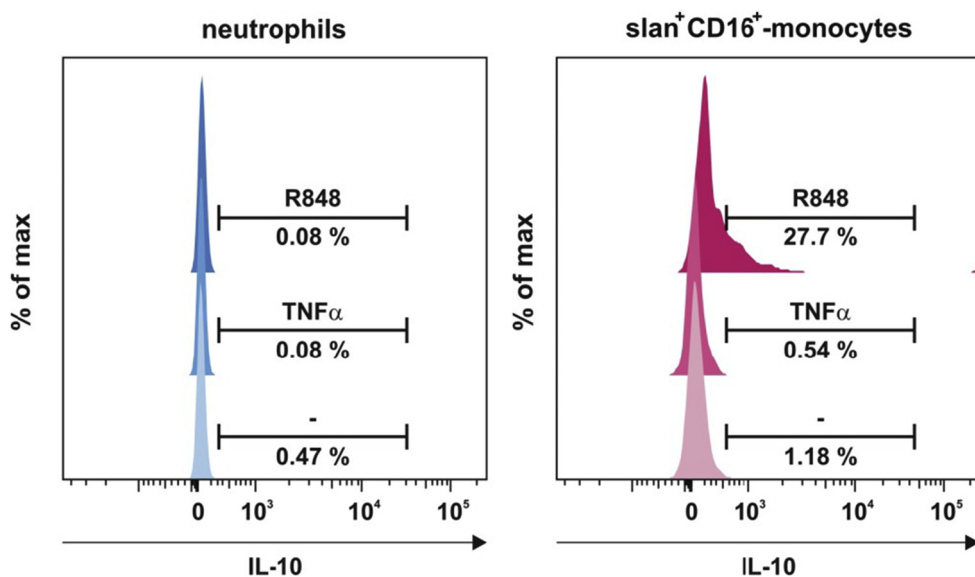 neutrophils
% of max
R848
0.08 %
TNFα
0.08 %
-
0.47 %
0 10³ 10⁴ 10⁵
IL-10
slan⁺CD16⁺-monocytes
% of max
R848
27.7 %
TNFα
0.54 %
-
1.18 %
0 10³ 10⁴ 10⁵
IL-10